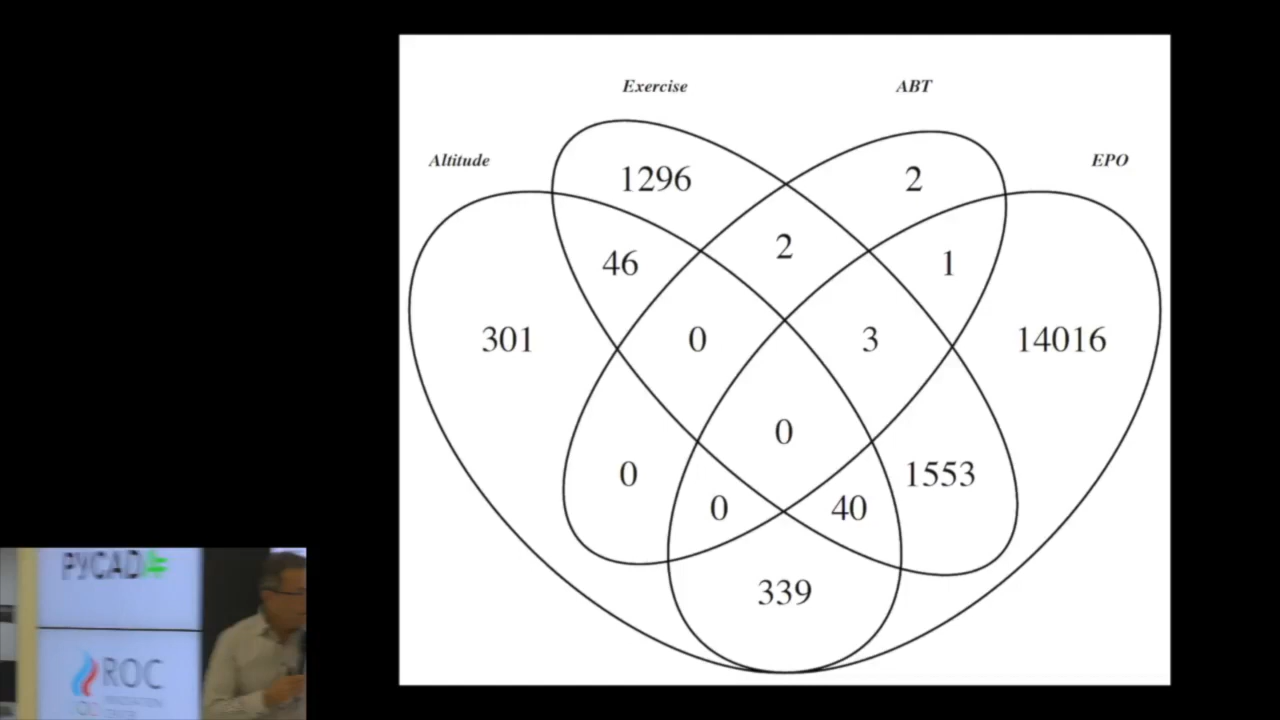 Exercise
ABT
Altitude
EPO
1296
2
46
2
1
301
0
3
14016
0
0
1553
0
40
339
РУСАДА
ROC